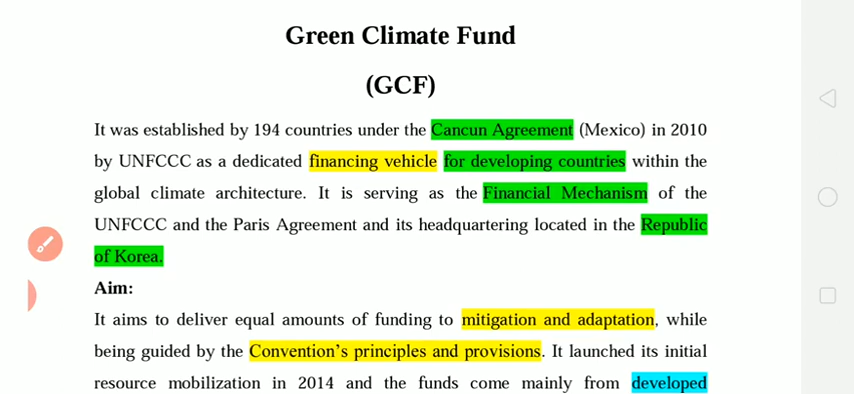 Green Climate Fund
(GCF)
It was established by 194 countries under the Cancun Agreement (Mexico) in 2010
by UNFCCC as a dedicated financing vehicle for developing countries within the
global climate architecture. It is serving as the Financial Mechanism of the
UNFCCC and the Paris Agreement and its headquartering located in the Republic
of Korea.
Aim:
It aims to deliver equal amounts of funding to mitigation and adaptation, while
being guided by the Convention’s principles and provisions. It launched its initial
resource mobilization in 2014 and the funds come mainly from developed